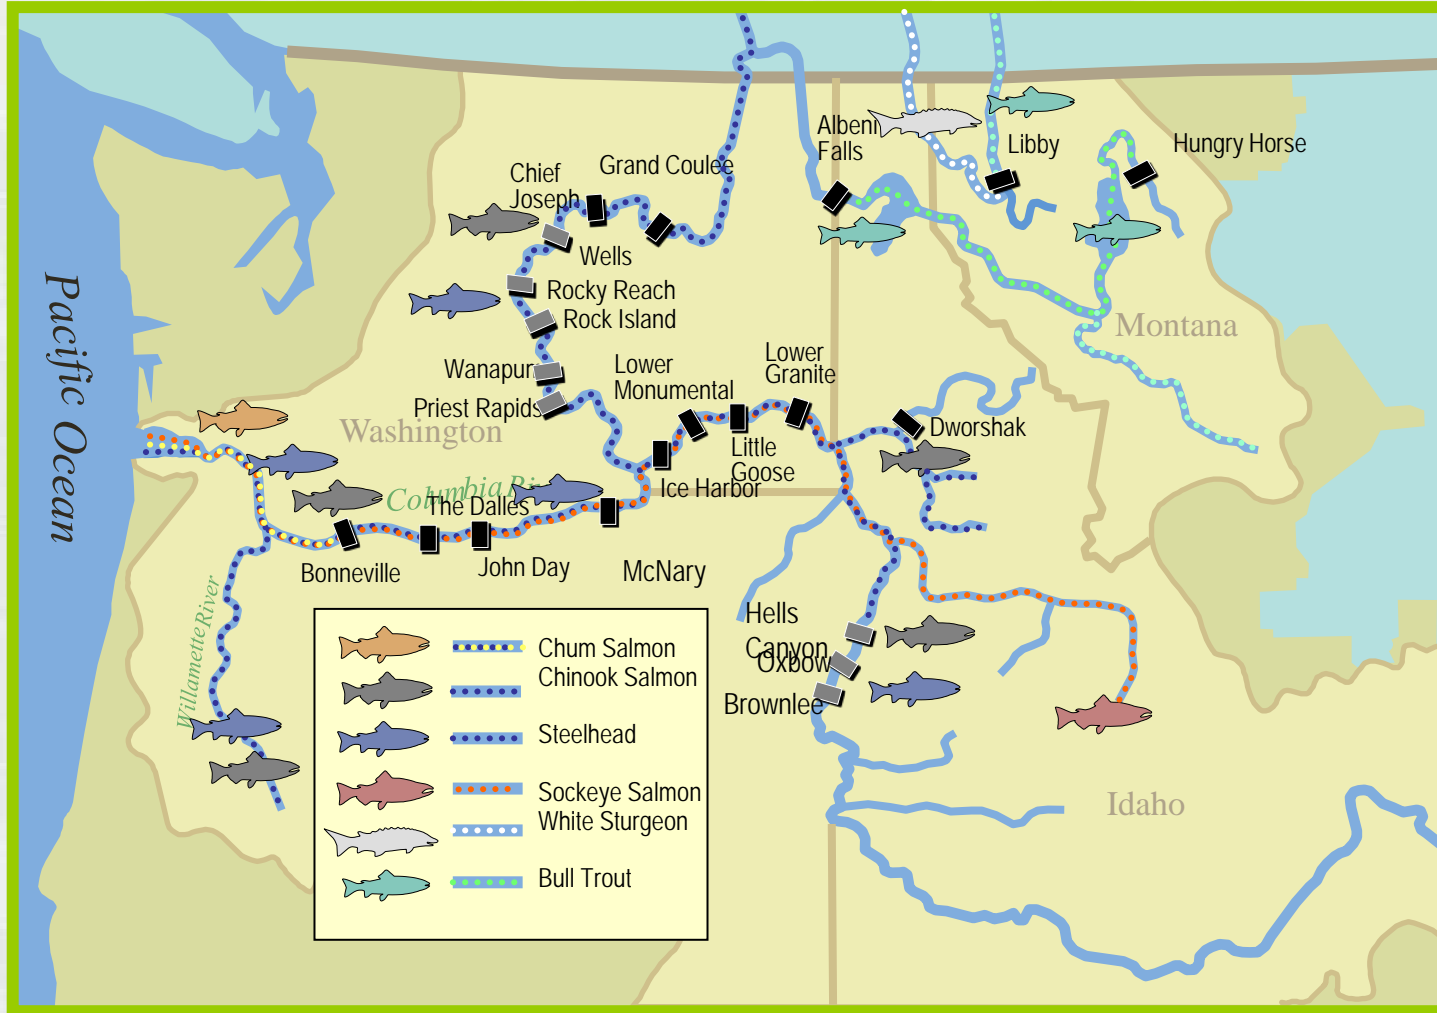 Albeni
Falls
Libby
Hungry Horse
Grand Coulee
Chief
Joseph
Wells
Rocky Reach
Rock Island
Wanapum
Priest Rapids
Lower
Monumental
Lower
Granite
Little
Goose
Dworshak
Ice Harbor
Montana
Washington
Pacific Ocean
Columbia Ri
The Dalles
John Day
McNary
Bonneville
Willamette River
Hells
Canyon
Oxbow
Brownlee
Idaho
Chum Salmon
Chinook Salmon
Steelhead
Sockeye Salmon
White Sturgeon
Bull Trout